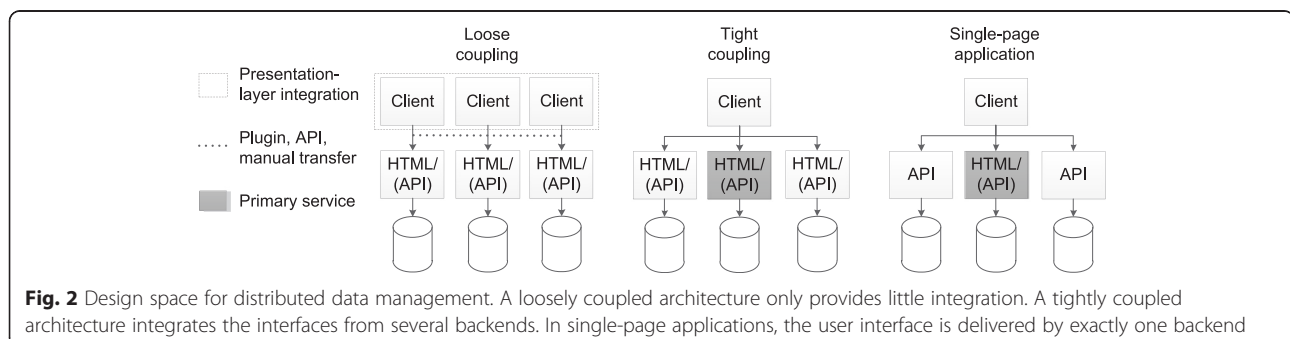 Loose
coupling
Tight
coupling
Single-page
application
Presentation-
layer integration
Plugin, API,
manual transfer
Primary service
Client
Client
Client
HTML/
(API)
HTML/
(API)
HTML/
(API)
Client
HTML/
(API)
HTML/
(API)
HTML/
(API)
Client
API
HTML/
(API)
API
Fig. 2 Design space for distributed data management. A loosely coupled architecture only provides little integration. A tightly coupled
architecture integrates the interfaces from several backends. In single-page applications, the user interface is delivered by exactly one backend